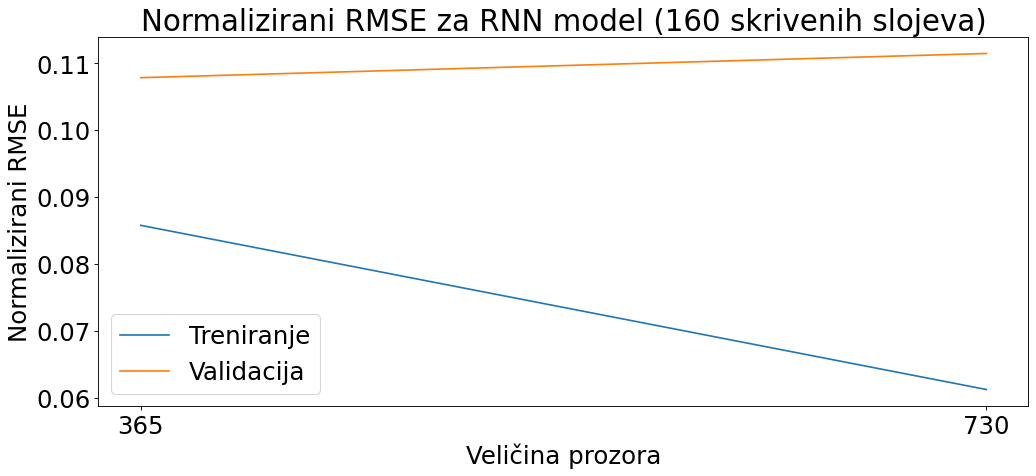 Normalizirani RMSE za RNN model (160 skrivenih slojeva)
Normalizirani RMSE
0.11
0.10
0.09
0.08
0.07
0.06
Treniranje
Validacija
365
730
Veličina prozora